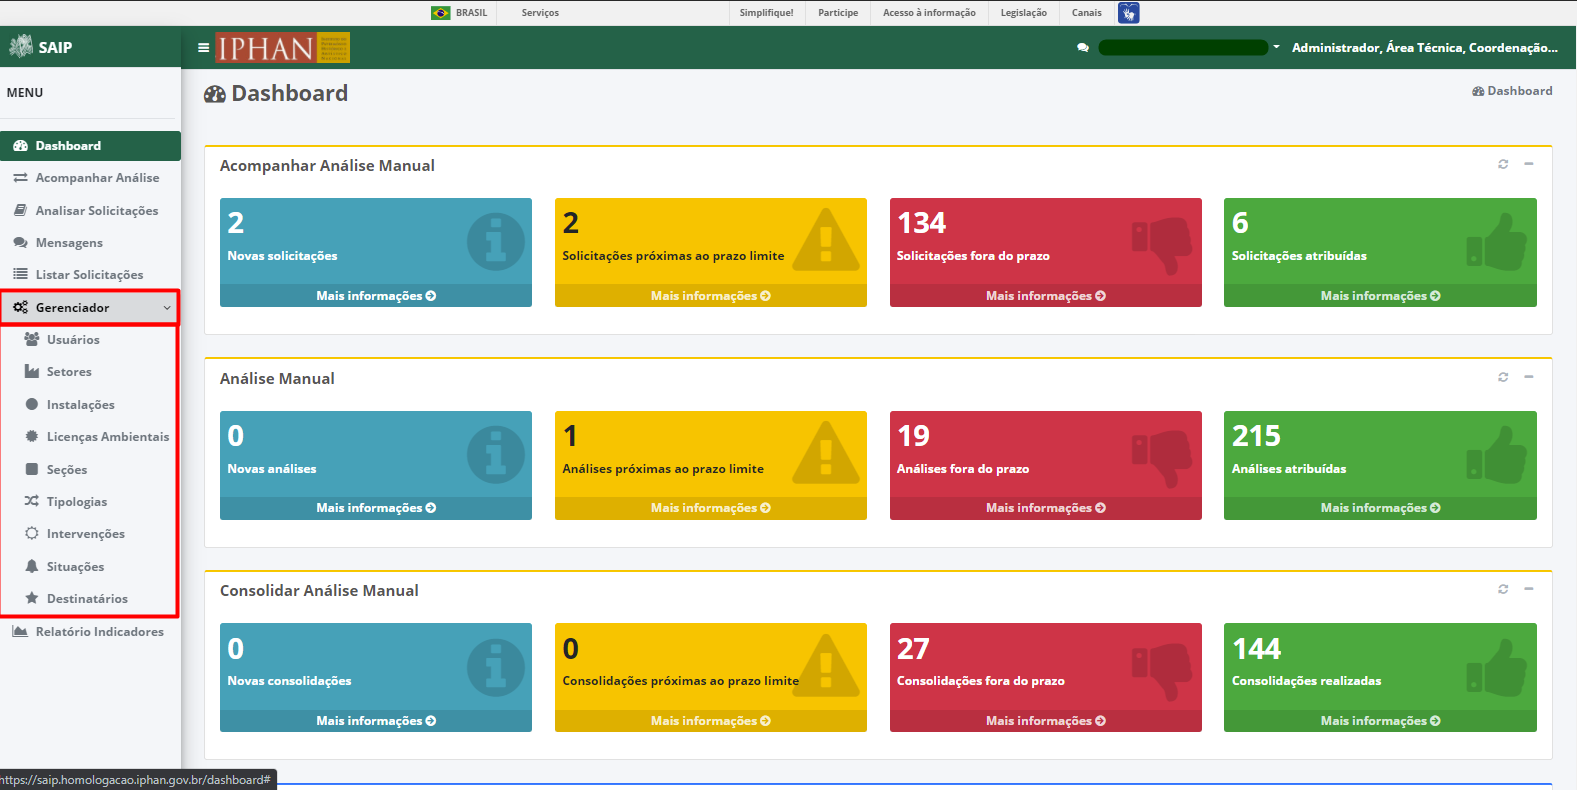 BRASIL
Serviços
Simplifique!
Participe
Acesso à informação
Legislação
Canais
SAIP
IPHAN
Administrador, Área Técnica, Coordenação...
MENU
Dashboard
Acompanhar Análise
Analisar Solicitações
Mensagens
Listar Solicitações
Gerenciador
Usuários
Setores
Instalações
Licenças Ambientais
Seções
Tipologias
Intervenções
Situações
Destinatários
Relatório Indicadores
Dashboard
Dashboard
Acompanhar Análise Manual
2
Novas solicitações
Mais informações
2
Solicitações próximas ao prazo limite
Mais informações
134
Solicitações fora do prazo
Mais informações
6
Solicitações atribuídas
Mais informações
Análise Manual
0
Novas análises
Mais informações
1
Análises próximas ao prazo limite
Mais informações
19
Análises fora do prazo
Mais informações
215
Análises atribuídas
Mais informações
Consolidar Análise Manual
0
Novas consolidações
Mais informações
0
Consolidações próximas ao prazo limite
Mais informações
27
Consolidações fora do prazo
Mais informações
144
Consolidações realizadas
Mais informações
https://saip.homologacao.iphan.gov.br/dashboard#